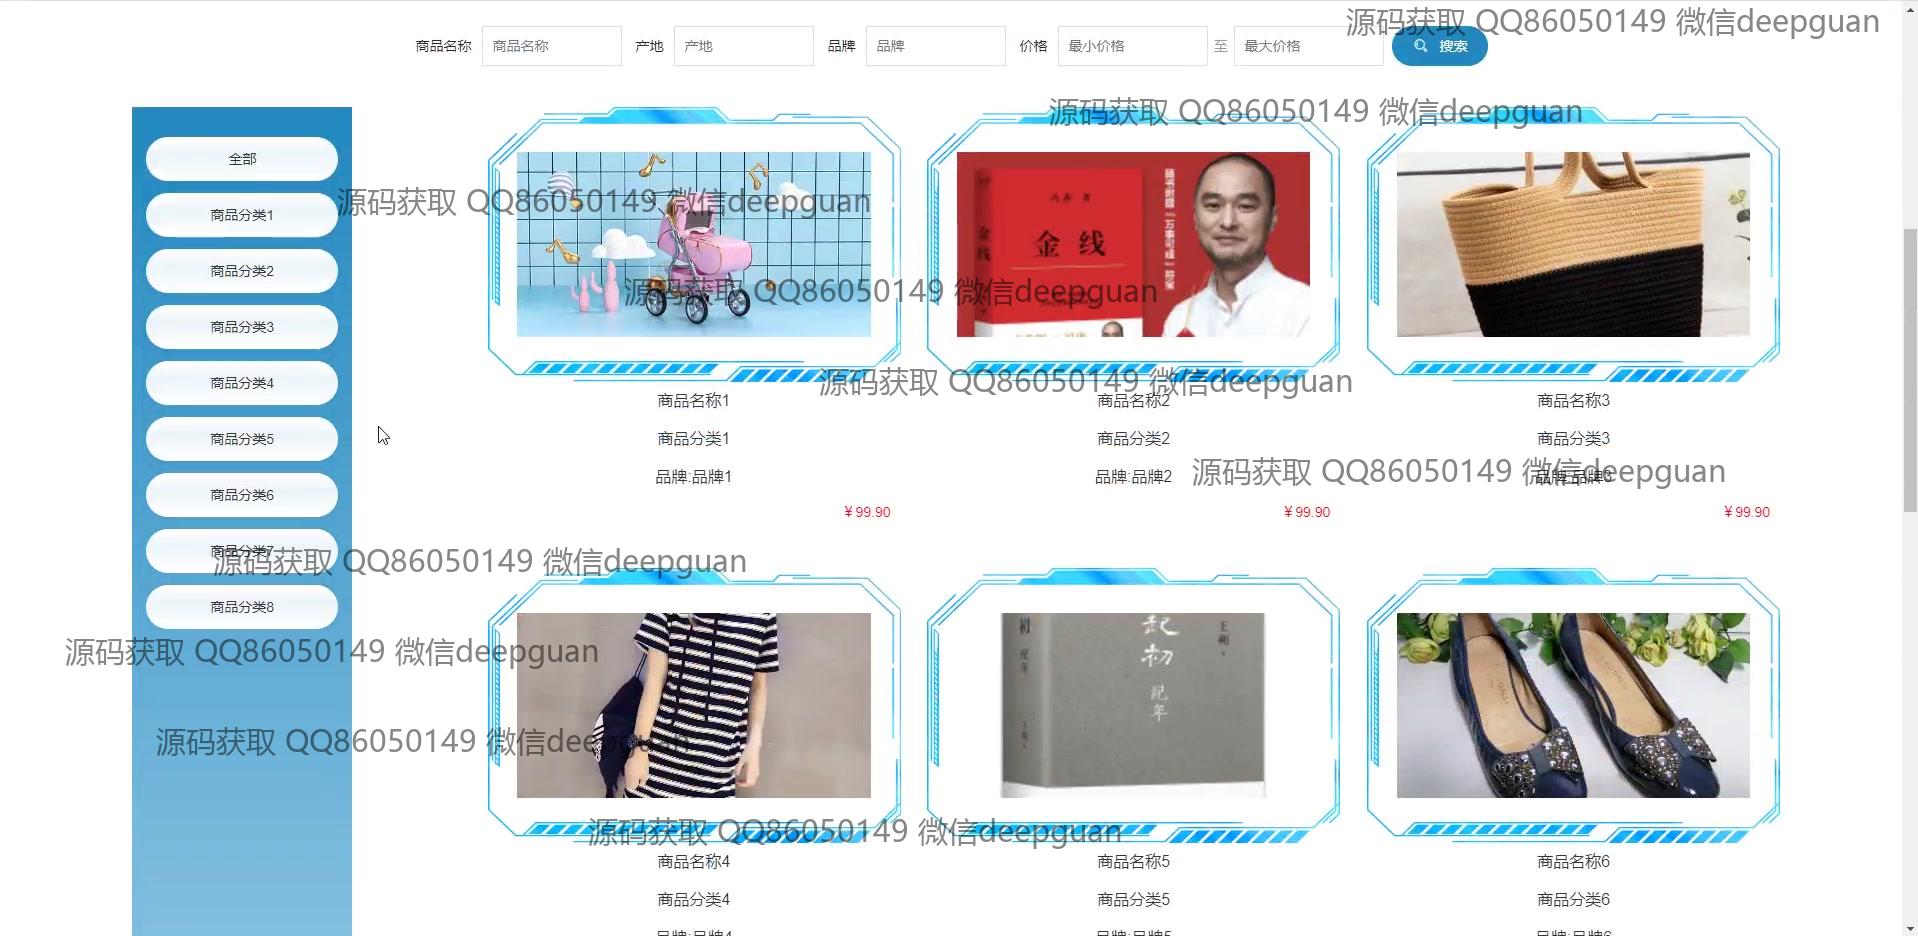 源码获取 QQ86050149 微信deepguan
商品名称 商品名称 产地 产地 品牌 品牌 价格 最小价格 至 最大价格 搜索
源码获取 QQ86050149 微信deepguan
全部
源码获取 QQ86050149 微信deepguan
商品分类1
商品分类2
源码获取 QQ86050149 微信deepguan
商品分类3
商品分类4
源码获取 QQ86050149 微信deepguan
商品分类5
商品分类6
商品分类7
商品分类8
冯唐 著
金线
金线
商品名称1 商品名称2 商品名称3
商品分类1 商品分类2 商品分类3
品牌:品牌1 品牌:品牌2 品牌:品牌3
源码获取 QQ86050149 微信deepguan
￥99.90 ￥99.90 ￥99.90
源码获取 QQ86050149 微信deepguan
源码获取 QQ86050149 微信deepguan
起初
纪年
王朔
初
纪年
源码获取 QQ86050149 微信deepguan
源码获取 QQ86050149 微信deepguan
商品名称4 商品名称5 商品名称6
商品分类4 商品分类5 商品分类6
品牌:品牌4 品牌:品牌5 品牌:品牌6